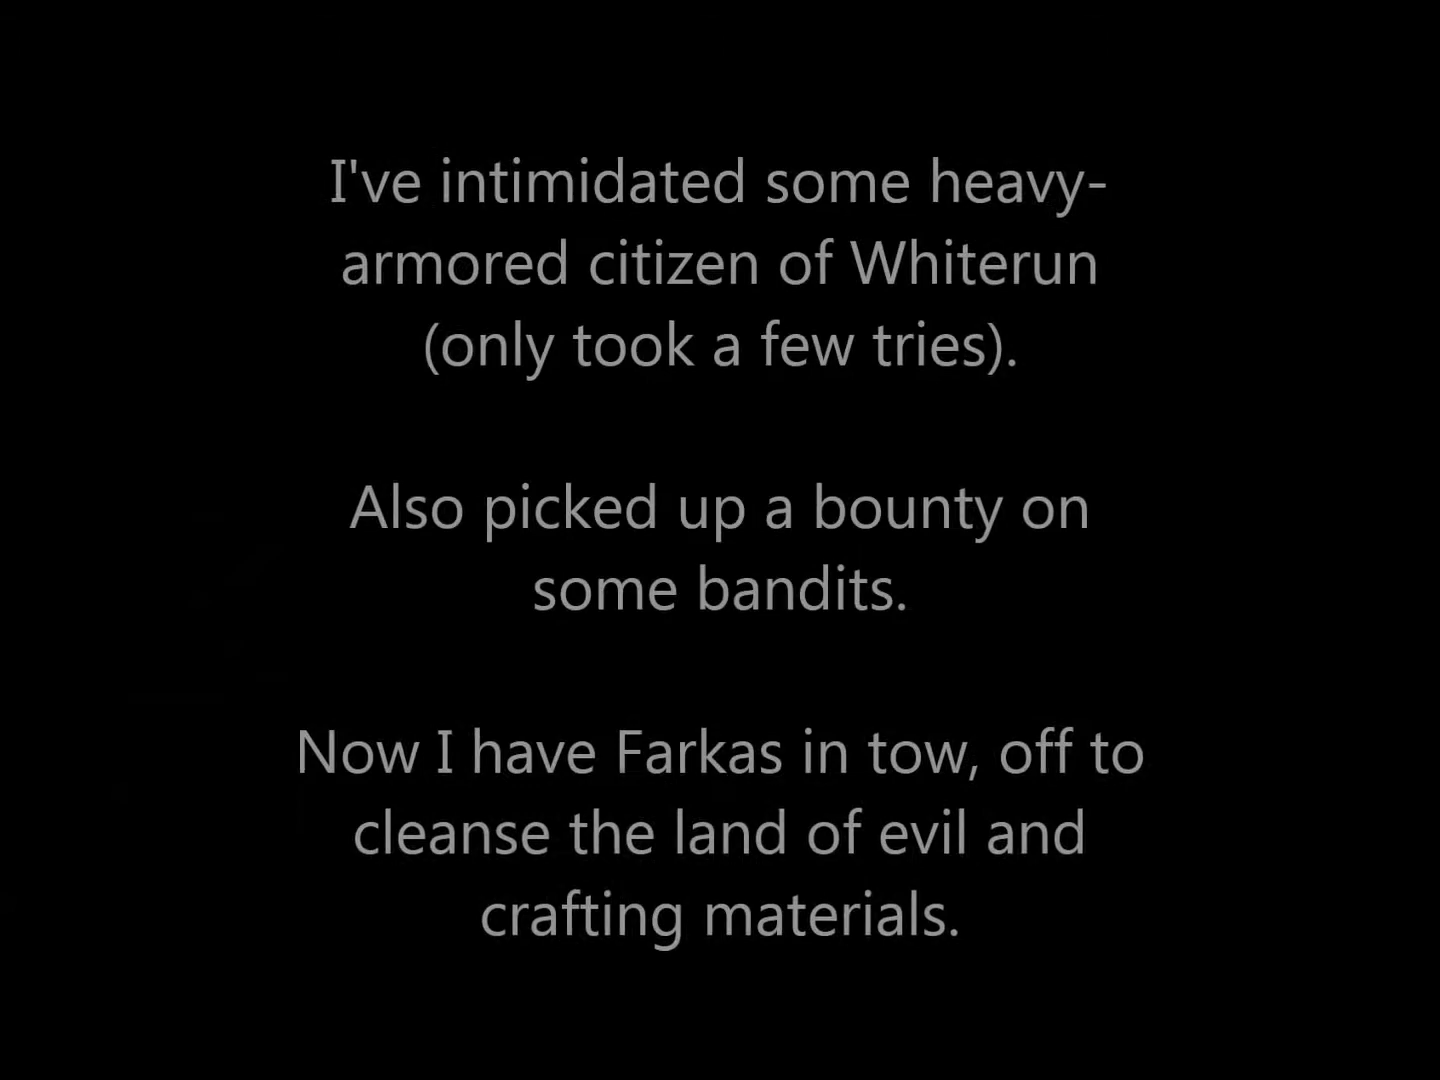 I've intimidated some heavy-
armored citizen of Whiterun
(only took a few tries).
Also picked up a bounty on
some bandits.
Now I have Farkas in tow, off to
cleanse the land of evil and
crafting materials.